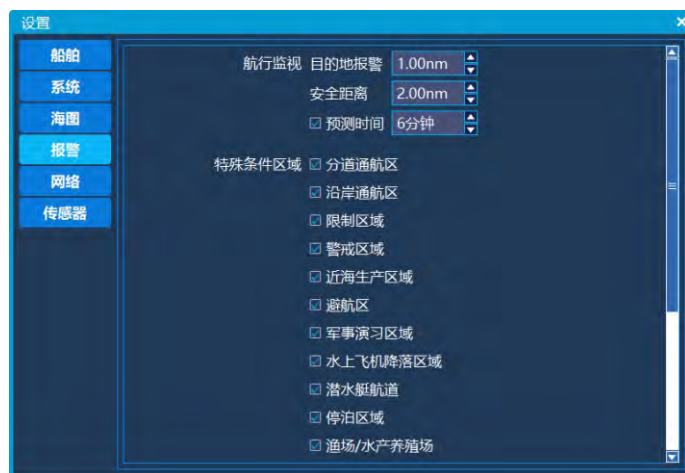 设置
船舶
系统
海图
报警
网络
传感器
航行监视 目的地报警 1.00nm
安全距离 2.00nm
预测时间 6分钟
特殊条件区域 分道通航区
沿岸通航区
限制区域
警戒区域
近海生产区域
避航区
军事演习区域
水上飞机降落区域
潜水艇航道
停泊区域
渔场/水产养殖场